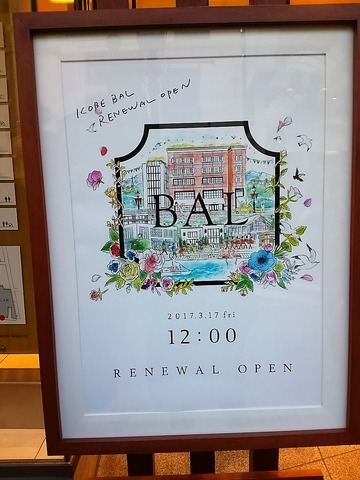 KOBE BAL
RENEWAL OPEN
BAL
2017.3.17 fri
12:00
RENEWAL OPEN